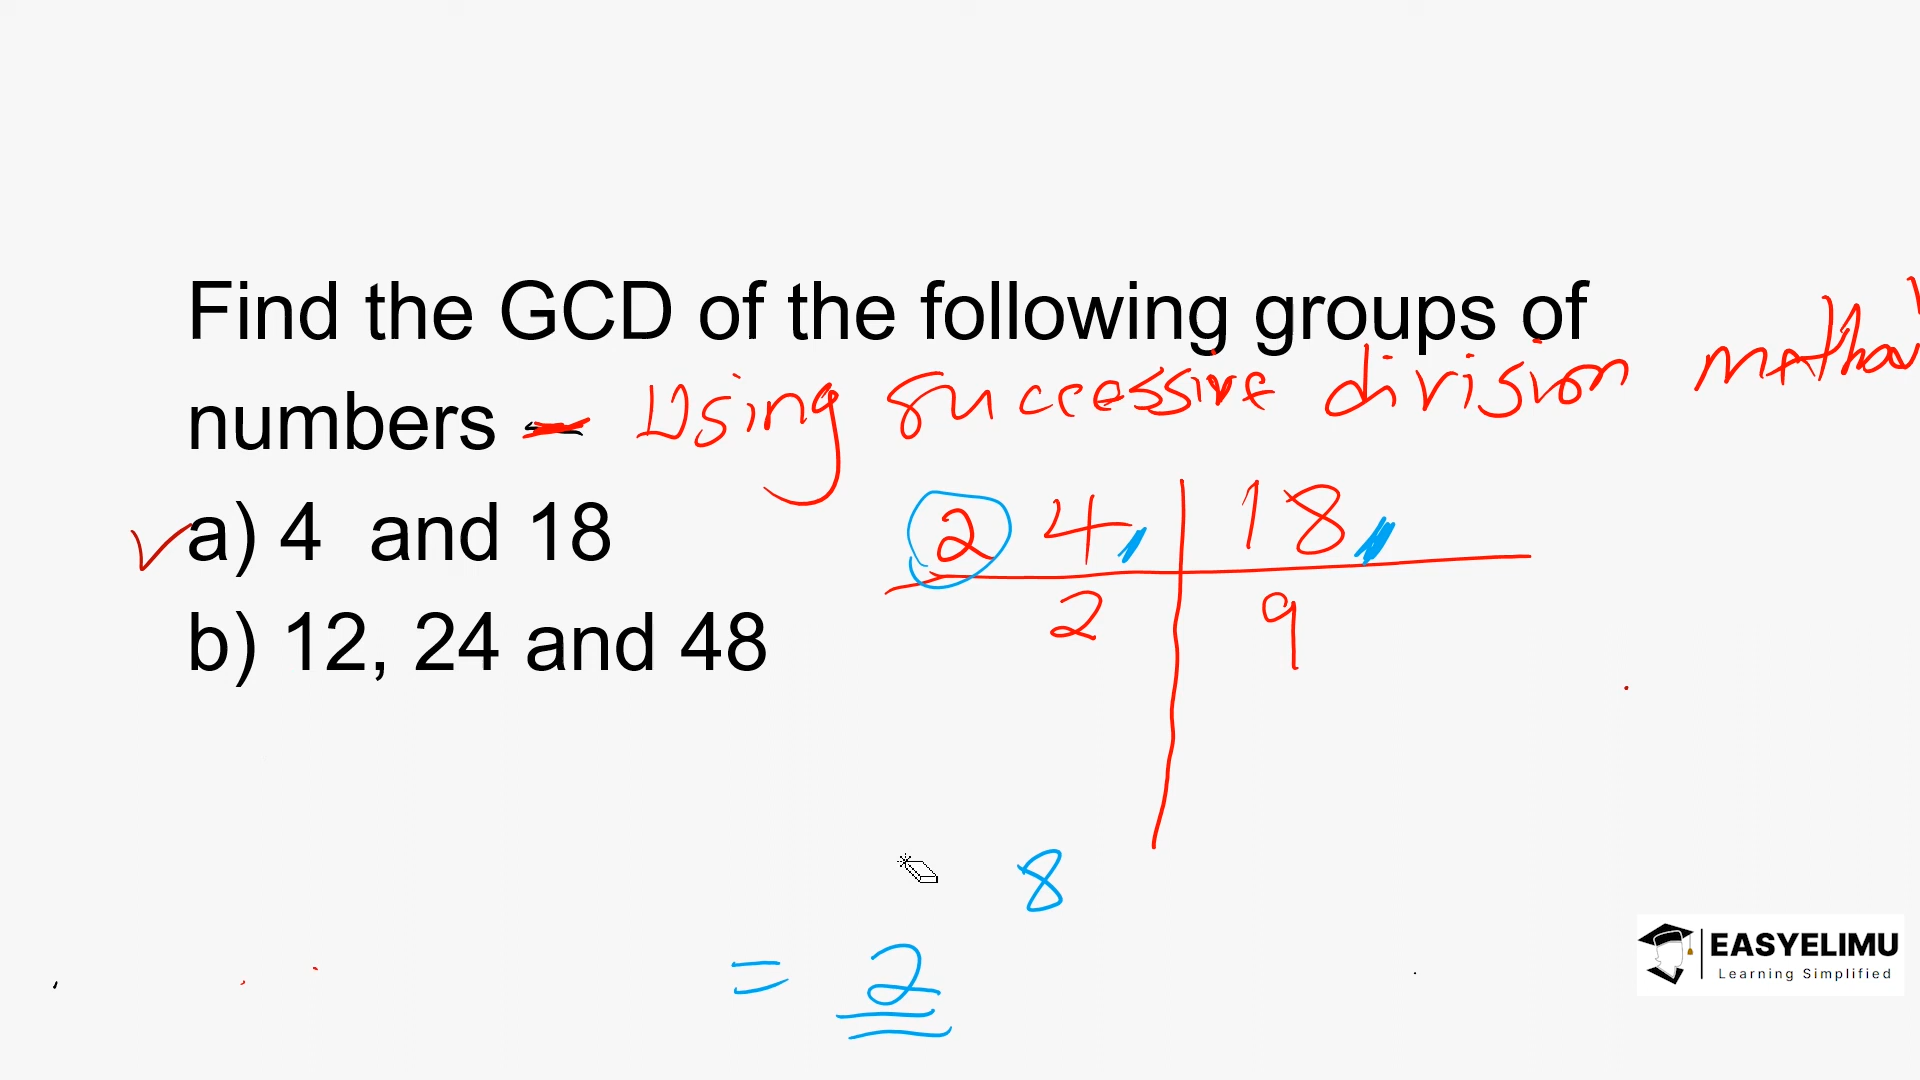 Find the GCD of the following groups of
numbers - Using successive division method
a) 4 and 18
b) 12, 24 and 48
2 4, 18,
2 9
8
= 2
EASYELIMU
Learning Simplified